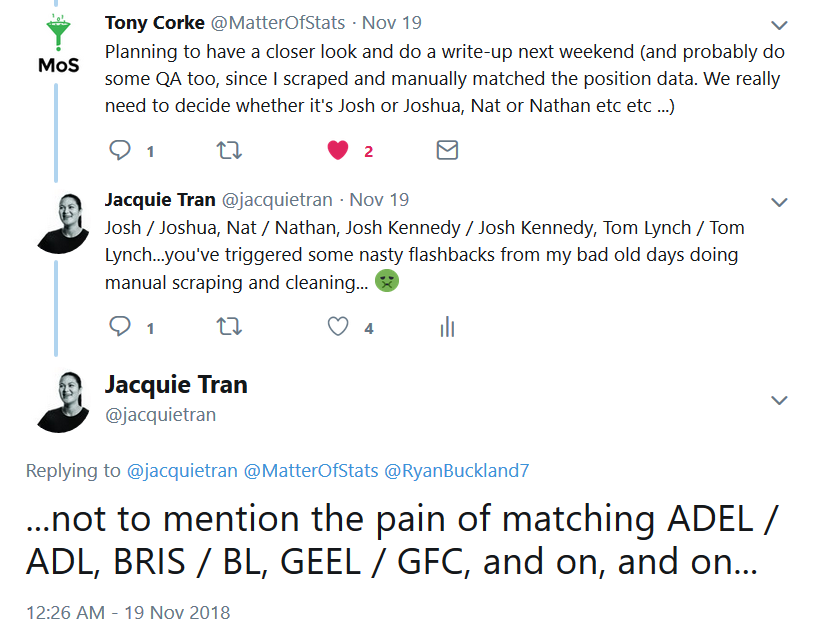 Tony Corke @MatterOfStats · Nov 19
Planning to have a closer look and do a write-up next weekend (and probably do
some QA too, since I scraped and manually matched the position data. We really
need to decide whether it's Josh or Joshua, Nat or Nathan etc etc ...)
MoS
1 2
Jacquie Tran @jacquietran · Nov 19
Josh / Joshua, Nat / Nathan, Josh Kennedy / Josh Kennedy, Tom Lynch / Tom
Lynch...you've triggered some nasty flashbacks from my bad old days doing
manual scraping and cleaning...
1 4
Jacquie Tran
@jacquietran
Replying to @jacquietran @MatterOfStats @RyanBuckland7
...not to mention the pain of matching ADEL /
ADL, BRIS / BL, GEEL / GFC, and on, and on...
12:26 AM - 19 Nov 2018